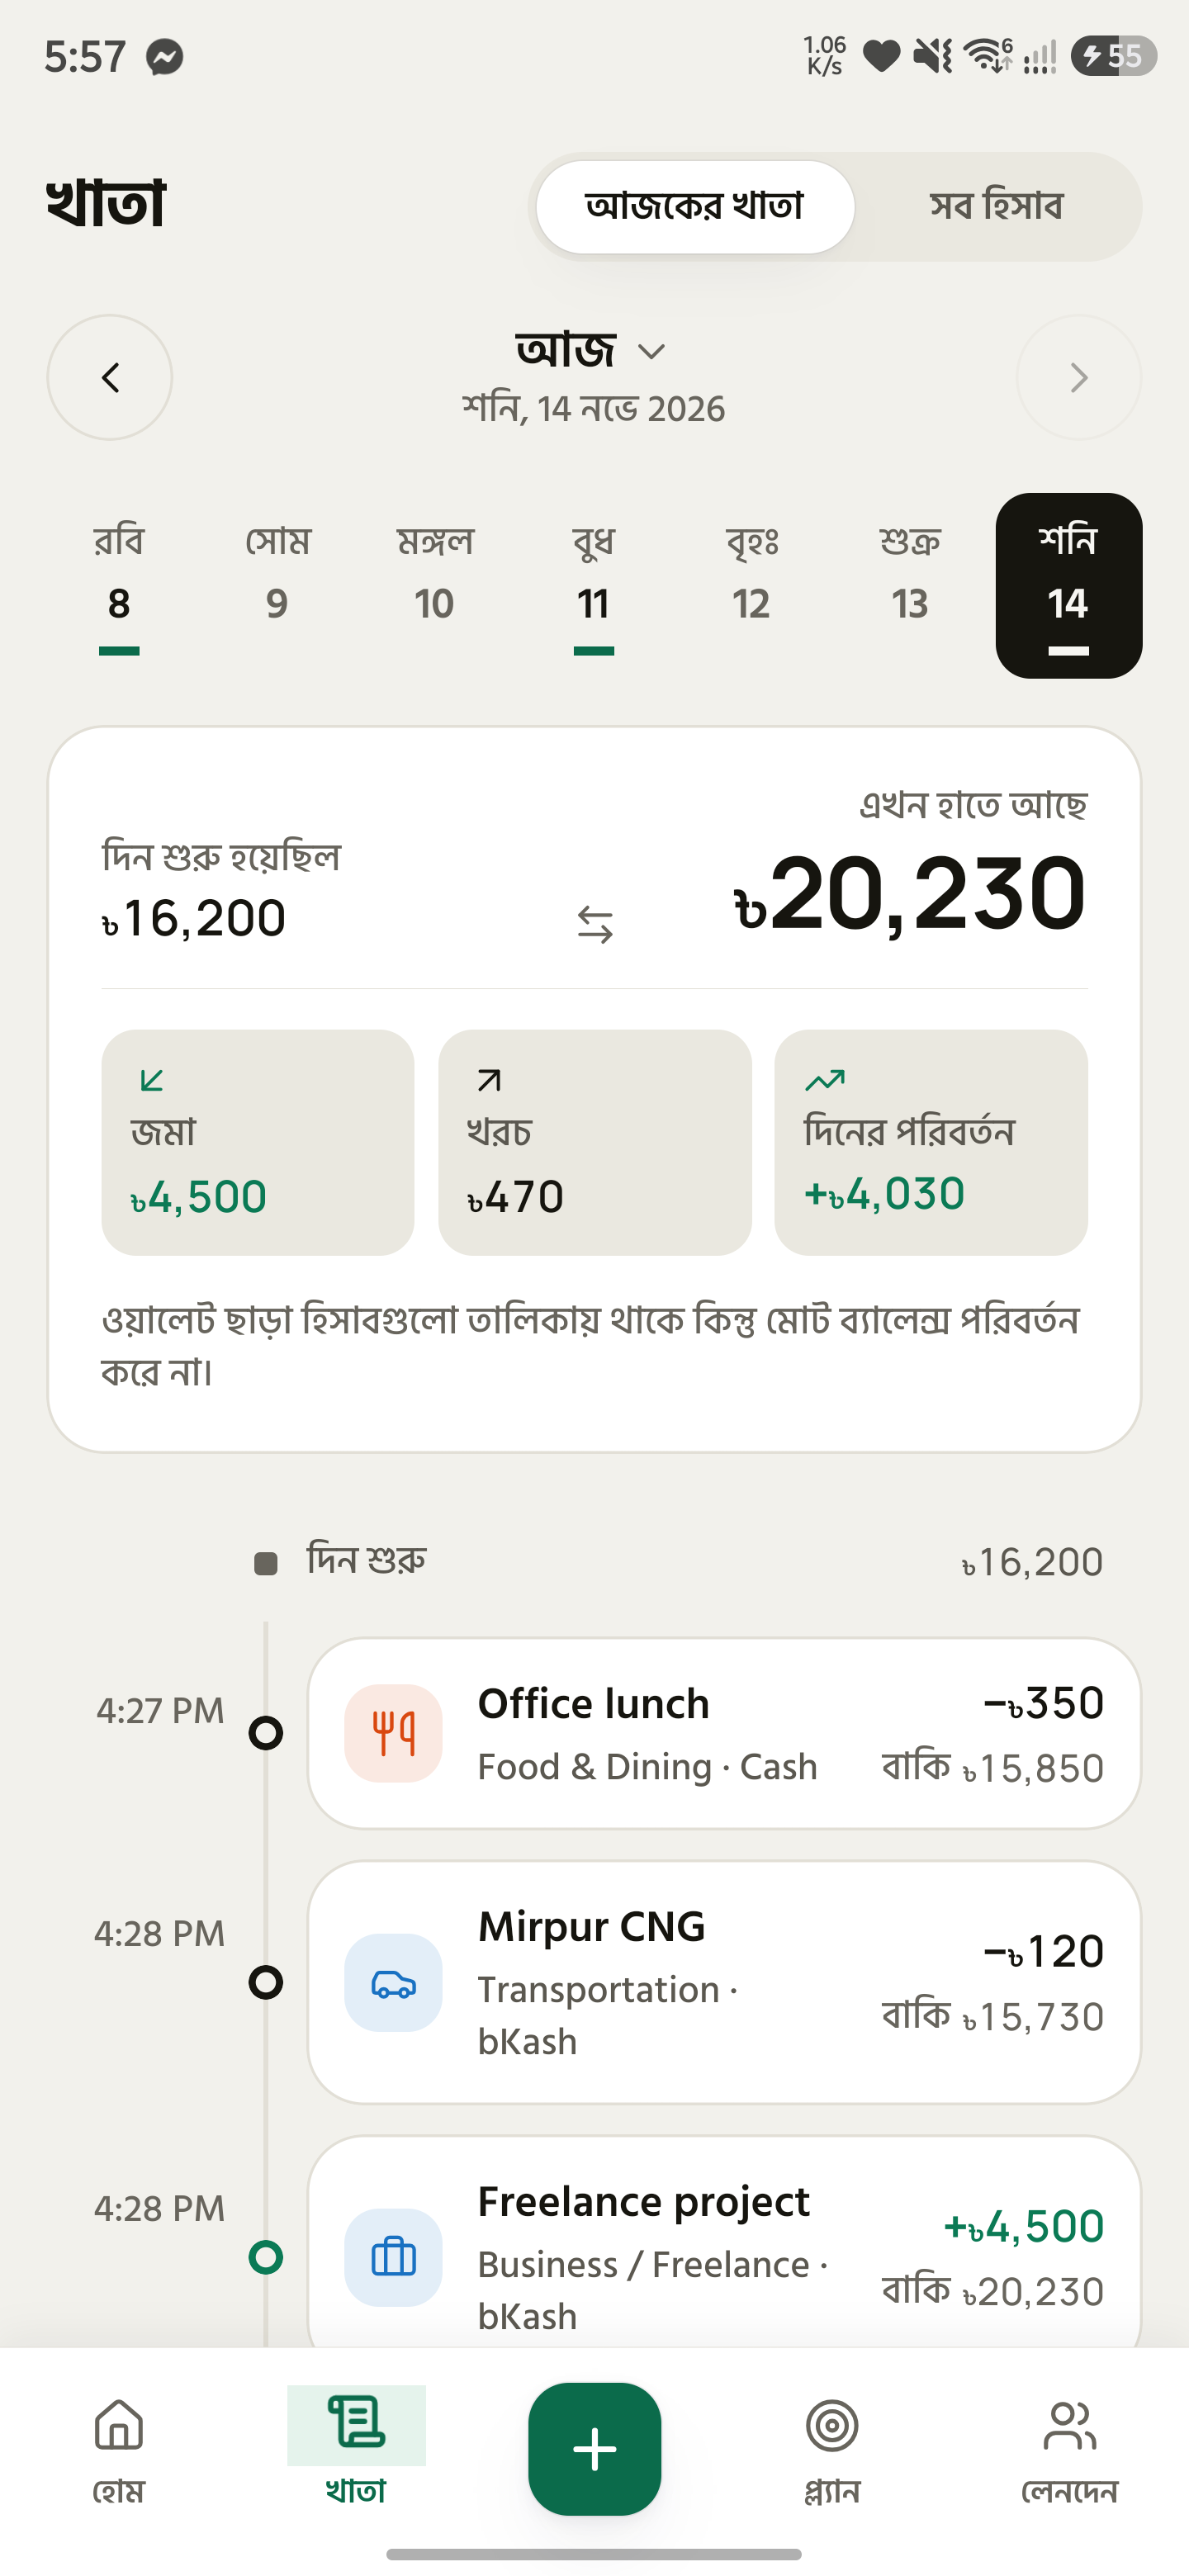 5:57
1.06 K/s
6
55
খাতা
আজকের খাতা
সব হিসাব
আজ
শনি, 14 নভে 2026
রবি সোম মঙ্গল বুধ বৃহঃ শুক্র শনি
8 9 10 11 12 13 14
এখন হাতে আছে
দিন শুরু হয়েছিল
৳16,200
৳20,230
জমা
৳4,500
খরচ
৳470
দিনের পরিবর্তন
+৳4,030
ওয়ালেট ছাড়া হিসাবগুলো তালিকায় থাকে কিন্তু মোট ব্যালেন্স পরিবর্তন
করে না।
দিন শুরু ৳16,200
4:27 PM
Office lunch
−৳350
Food & Dining · Cash
বাকি ৳15,850
4:28 PM
Mirpur CNG
−৳120
Transportation ·
bKash
বাকি ৳15,730
4:28 PM
Freelance project
+৳4,500
Business / Freelance ·
bKash
বাকি ৳20,230
হোম
খাতা
প্ল্যান
লেনদেন